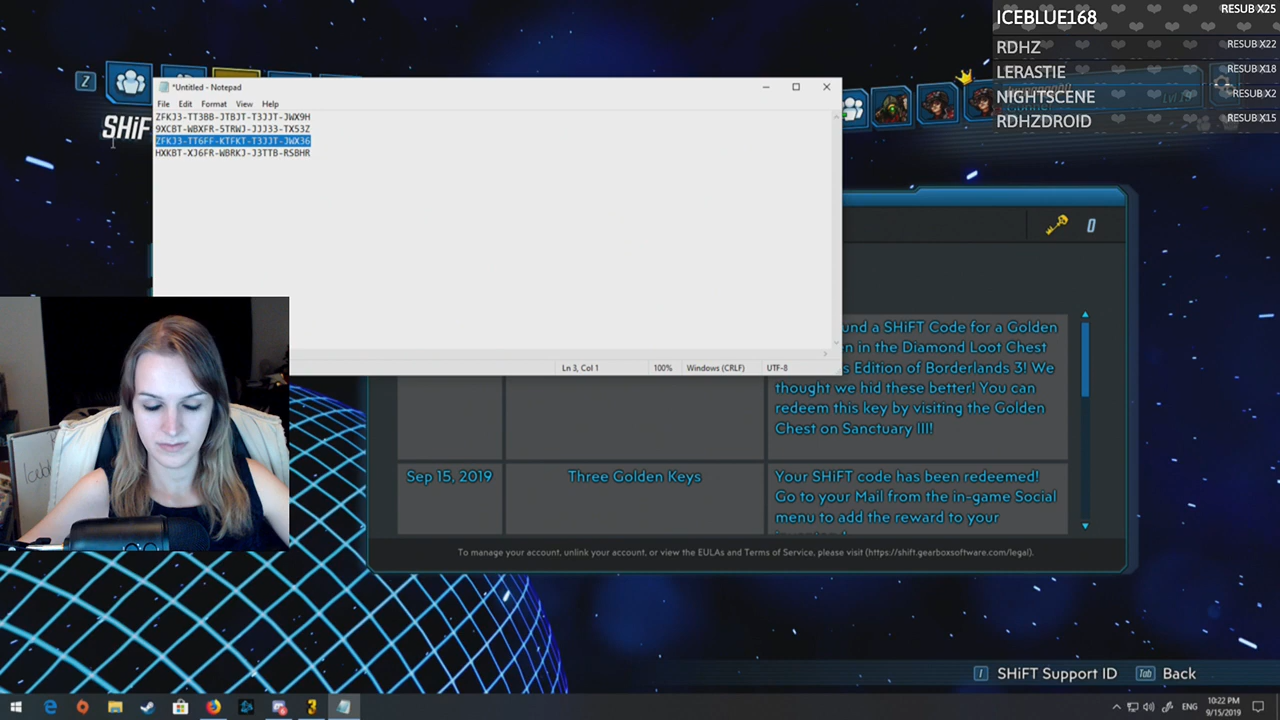 ICEBLUE168 RESUB X25
RDHZ RESUB X22
LERASTIE RESUB X18
NIGHTSCENE RESUB X2
RDHZDROID RESUB X15
Z
SHiF
*Untitled - Notepad
File Edit Format View Help
ZFKJ3-TT3BB-JTBJT-T3JJT-JWX9H
9XCBT-WBXFR-5TRWJ-JJJ33-TX53Z
ZFKJ3-TT6FF-KTFKT-T3JJT-JWX36
HXKBT-XJ6FR-WBRKJ-J3TTB-RSBHR
Ln 3, Col 1 100% Windows (CRLF) UTF-8
0
und a SHiFT Code for a Golden
en in the Diamond Loot Chest
s Edition of Borderlands 3! We
thought we hid these better! You can
redeem this key by visiting the Golden
Chest on Sanctuary III!
Sep 15, 2019 Three Golden Keys Your SHiFT code has been redeemed!
Go to your Mail from the in-game Social
menu to add the reward to your
To manage your account, unlink your account, or view the EULAs and Terms of Service, please visit (https://shift.gearboxsoftware.com/legal).
I SHiFT Support ID Tab Back
ENG 10:22 PM
9/15/2019